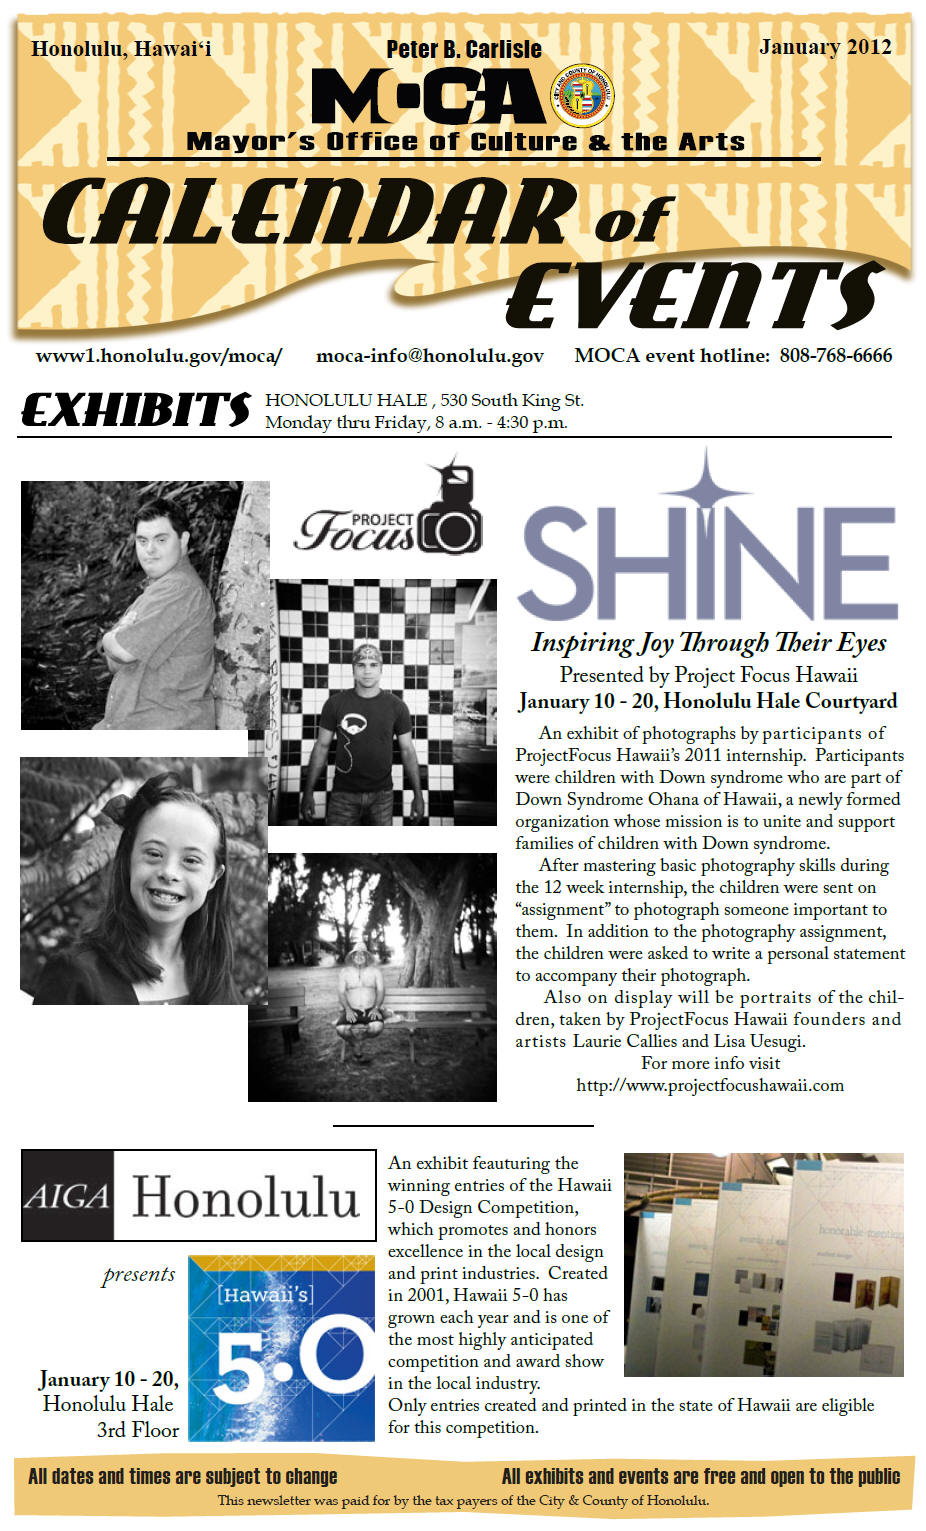 Honolulu, Hawai‘i
Peter B. Carlisle
January 2012
MOCA
CITY AND COUNTY OF HONOLULU
Mayor's Office of Culture & the Arts
CALENDAR of
EVENTS
www1.honolulu.gov/moca/ moca-info@honolulu.gov MOCA event hotline: 808-768-6666
EXHIBITS
HONOLULU HALE , 530 South King St.
Monday thru Friday, 8 a.m. - 4:30 p.m.
PROJECT
Focus
SHINE
Inspiring Joy Through Their Eyes
Presented by Project Focus Hawaii
January 10 - 20, Honolulu Hale Courtyard
An exhibit of photographs by participants of
ProjectFocus Hawaii’s 2011 internship. Participants
were children with Down syndrome who are part of
Down Syndrome Ohana of Hawaii, a newly formed
organization whose mission is to unite and support
families of children with Down syndrome.
After mastering basic photography skills during
the 12 week internship, the children were sent on
“assignment” to photograph someone important to
them. In addition to the photography assignment,
the children were asked to write a personal statement
to accompany their photograph.
Also on display will be portraits of the chil-
dren, taken by ProjectFocus Hawaii founders and
artists Laurie Callies and Lisa Uesugi.
For more info visit
http://www.projectfocushawaii.com
AIGA Honolulu
presents
[Hawaii's]
5·O
January 10 - 20,
Honolulu Hale
3rd Floor
An exhibit feauturing the
winning entries of the Hawaii
5-0 Design Competition,
which promotes and honors
excellence in the local design
and print industries. Created
in 2001, Hawaii 5-0 has
grown each year and is one of
the most highly anticipated
competition and award show
in the local industry.
Only entries created and printed in the state of Hawaii are eligible
for this competition.
honorable mention
All dates and times are subject to change
All exhibits and events are free and open to the public
This newsletter was paid for by the tax payers of the City & County of Honolulu.